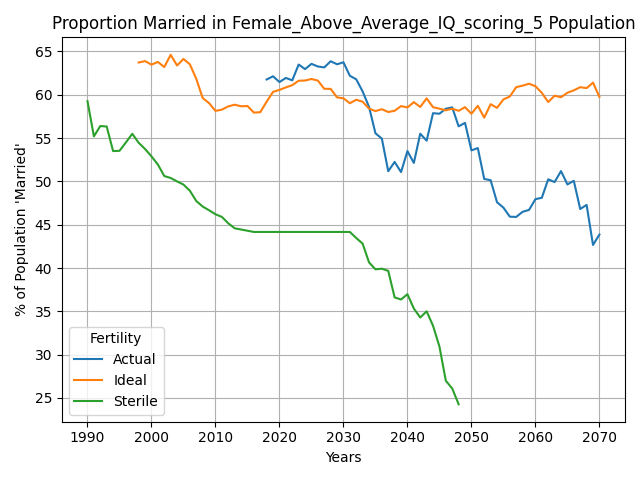 Proportion Married in Female_Above_Average_IQ_scoring_5 Population
% of Population 'Married'
65
60
55
50
45
40
35
30
25
Fertility
Actual
Ideal
Sterile
1990 2000 2010 2020 2030 2040 2050 2060 2070
Years